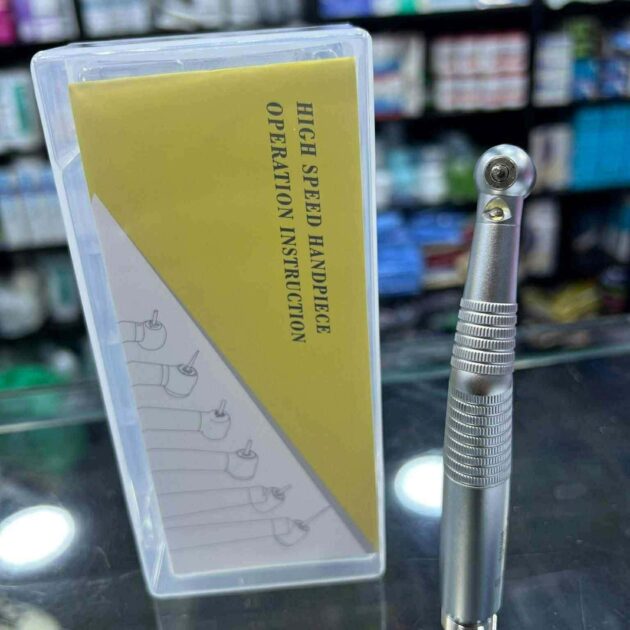 HIGH SPEED HANDPIECE
OPERATION INSTRUCTION